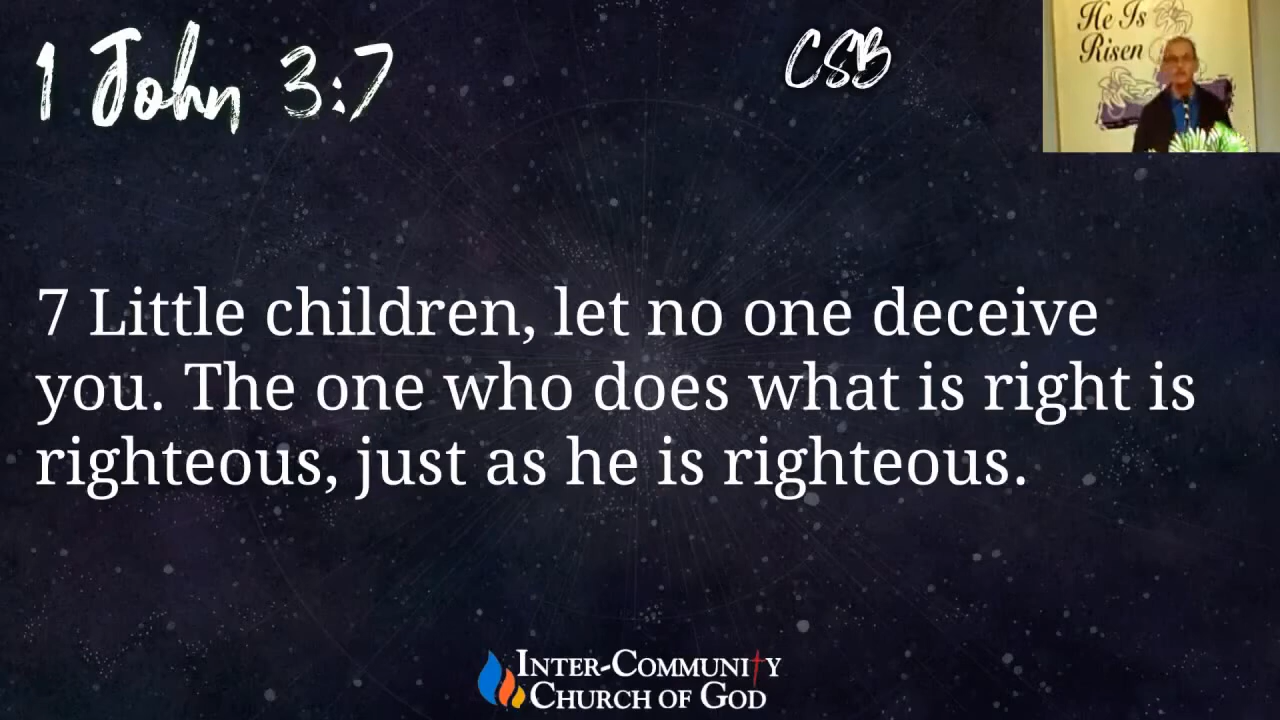 1 John 3:7
CSB
He Is
Risen
7 Little children, let no one deceive
you. The one who does what is right is
righteous, just as he is righteous.
INTER-COMMUNITY
CHURCH OF GOD